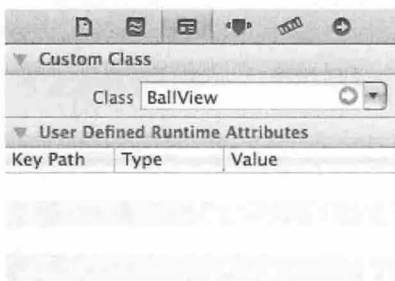 Custom Class
Class BallView
User Defined Runtime Attributes
Key Path Type Value